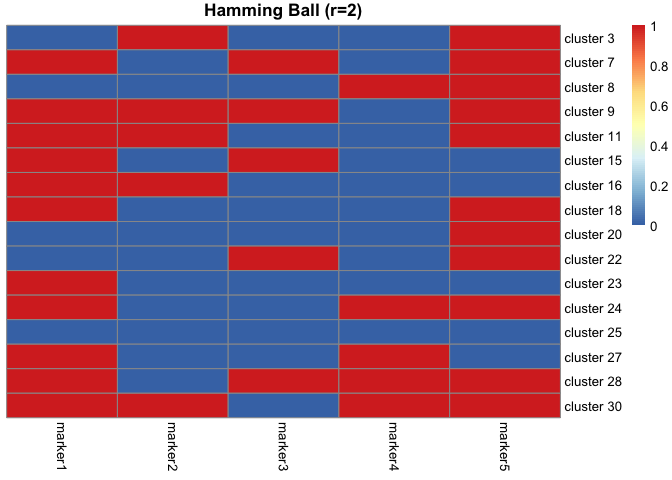 Hamming Ball (r=2)
cluster 3
cluster 7
cluster 8
cluster 9
cluster 11
cluster 15
cluster 16
cluster 18
cluster 20
cluster 22
cluster 23
cluster 24
cluster 25
cluster 27
cluster 28
cluster 30
1
0.8
0.6
0.4
0.2
0
marker1
marker2
marker3
marker4
marker5